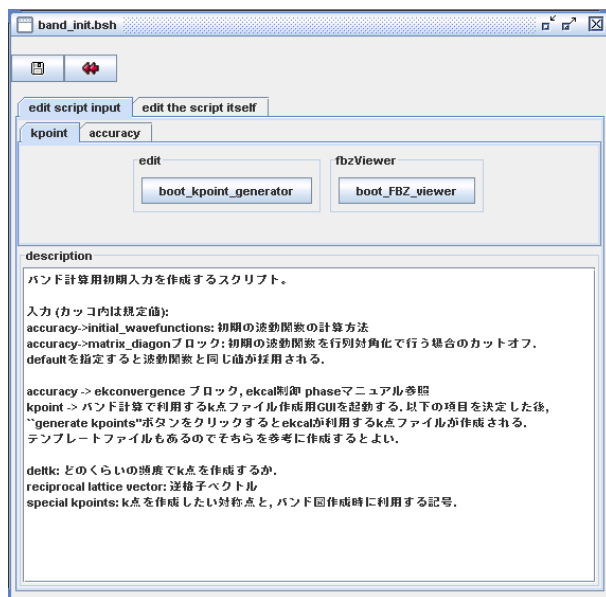 band_init.bsh
edit script input edit the script itself
kpoint accuracy
edit fbzViewer
boot_kpoint_generator boot_FBZ_viewer
description
バンド計算用初期入力を作成するスクリプト。
入力 (カッコ内は規定値):
accuracy->initial_wavefunctions: 初期の波動関数の計算方法
accuracy->matrix_diagonブロック: 初期の波動関数を行列対角化で行う場合のカットオフ.
defaultを指定すると波動関数と同じ値が採用される.
accuracy -> ekconvergence ブロック, ekcal制御 phaseマニュアル参照
kpoint -> バンド計算で利用するk点ファイル作成用GUIを起動する. 以下の項目を決定した後,
``generate kpoints"ボタンをクリックするとekcalが利用するk点ファイルが作成される.
テンプレートファイルもあるのでそちらを参考に作成するとよい.
deltk: どのくらいの頻度でk点を作成するか.
reciprocal lattice vector: 逆格子ベクトル
special kpoints: k点を作成したい対称点と, バンド図作成時に利用する記号.